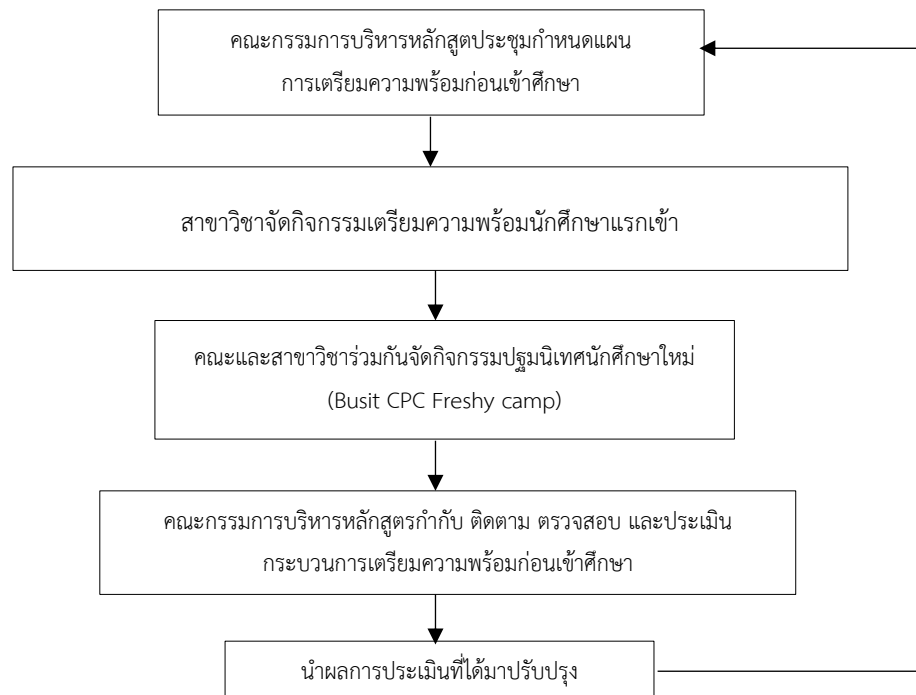 คณะกรรมการบริหารหลักสูตประชุมกำหนดแผน
การเตรียมความพร้อมก่อนเข้าศึกษา
สาขาวิชาจัดกิจกรรมเตรียมความพร้อมนักศึกษาแรกเข้า
คณะและสาขาวิชาร่วมกันจัดกิจกรรมปฐมนิเทศนักศึกษาใหม่
(Busit CPC Freshy camp)
คณะกรรมการบริหารหลักสูตรกำกับ ติดตาม ตรวจสอบ และประเมิน
กระบวนการเตรียมความพร้อมก่อนเข้าศึกษา
นำผลการประเมินที่ได้มาปรับปรุง